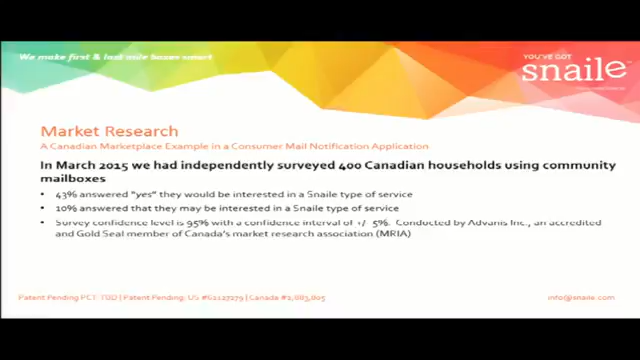 We make first & last mile boxes smart
YOU'VE GOT
snaile
Market Research
A Canadian Marketplace Example in a Consumer Mail Notification Application
In March 2015 we had independently surveyed 400 Canadian households using community
mailboxes
• 43% answered "yes" they would be interested in a Snaile type of service
• 10% answered that they may be interested in a Snaile type of service
• Survey confidence level is 95% with a confidence interval of +/- 5%. Conducted by Advanis Inc., an accredited
and Gold Seal member of Canada's market research association (MRIA)
Patent Pending PCT: TBD | Patent Pending: US #62127279 | Canada #2,883,805
info@snaile.com